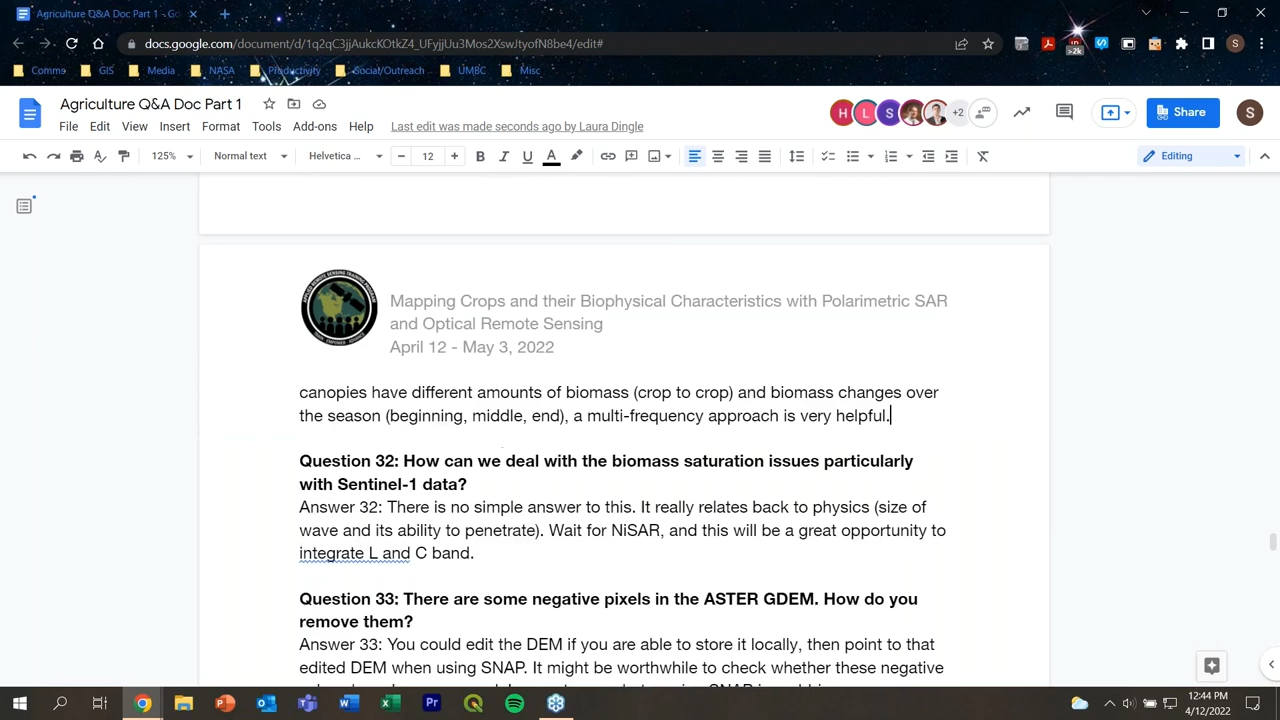 Agriculture Q&A Doc Part 1 - Go
docs.google.com/document/d/1q2qC3jjAukcKOtkZ4_UFyjjUu3Mos2XswJtyofN8be4/edit#
>2k
S
Comms
GIS
Media
NASA
Productivity
Social/Outreach
UMBC
Misc
Agriculture Q&A Doc Part 1
H
L
S
+2
Share
S
File
Edit
View
Insert
Format
Tools
Add-ons
Help
Last edit was made seconds ago by Laura Dingle
125%
Normal text
Helvetica ...
12
B
I
U
A
Editing
Mapping Crops and their Biophysical Characteristics with Polarimetric SAR
and Optical Remote Sensing
April 12 - May 3, 2022
canopies have different amounts of biomass (crop to crop) and biomass changes over
the season (beginning, middle, end), a multi-frequency approach is very helpful.
Question 32: How can we deal with the biomass saturation issues particularly
with Sentinel-1 data?
Answer 32: There is no simple answer to this. It really relates back to physics (size of
wave and its ability to penetrate). Wait for NiSAR, and this will be a great opportunity to
integrate L and C band.
Question 33: There are some negative pixels in the ASTER GDEM. How do you
remove them?
Answer 33: You could edit the DEM if you are able to store it locally, then point to that
edited DEM when using SNAP. It might be worthwhile to check whether these negative
12:44 PM
4/12/2022